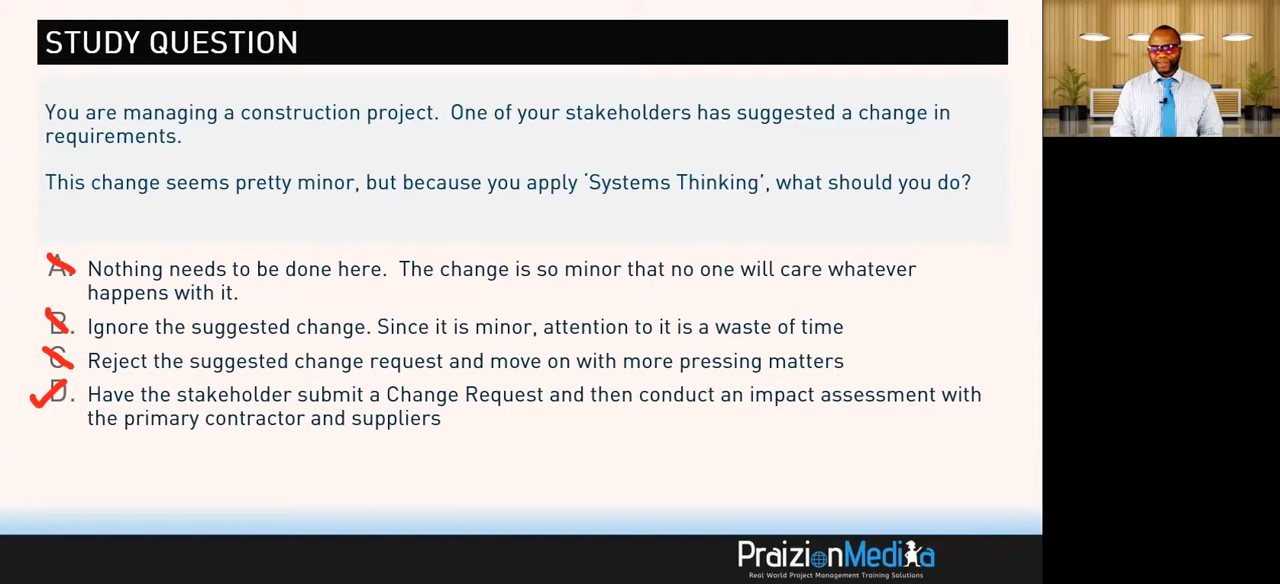 STUDY QUESTION
You are managing a construction project. One of your stakeholders has suggested a change in
requirements.
This change seems pretty minor, but because you apply ‘Systems Thinking’, what should you do?
A. Nothing needs to be done here. The change is so minor that no one will care whatever
happens with it.
B. Ignore the suggested change. Since it is minor, attention to it is a waste of time
C. Reject the suggested change request and move on with more pressing matters
D. Have the stakeholder submit a Change Request and then conduct an impact assessment with
the primary contractor and suppliers
PraizionMedia
Real World Project Management Training Solutions